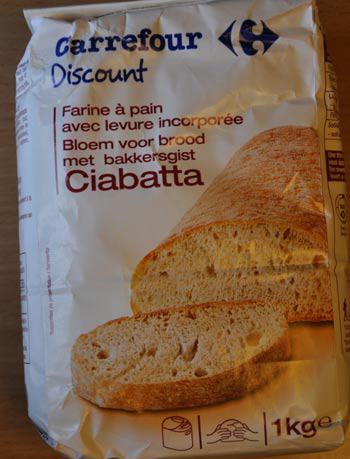 Carrefour
Discount
Farine à pain
avec levure incorporée
Bloem voor brood
met bakkersgist
Ciabatta
1kg e